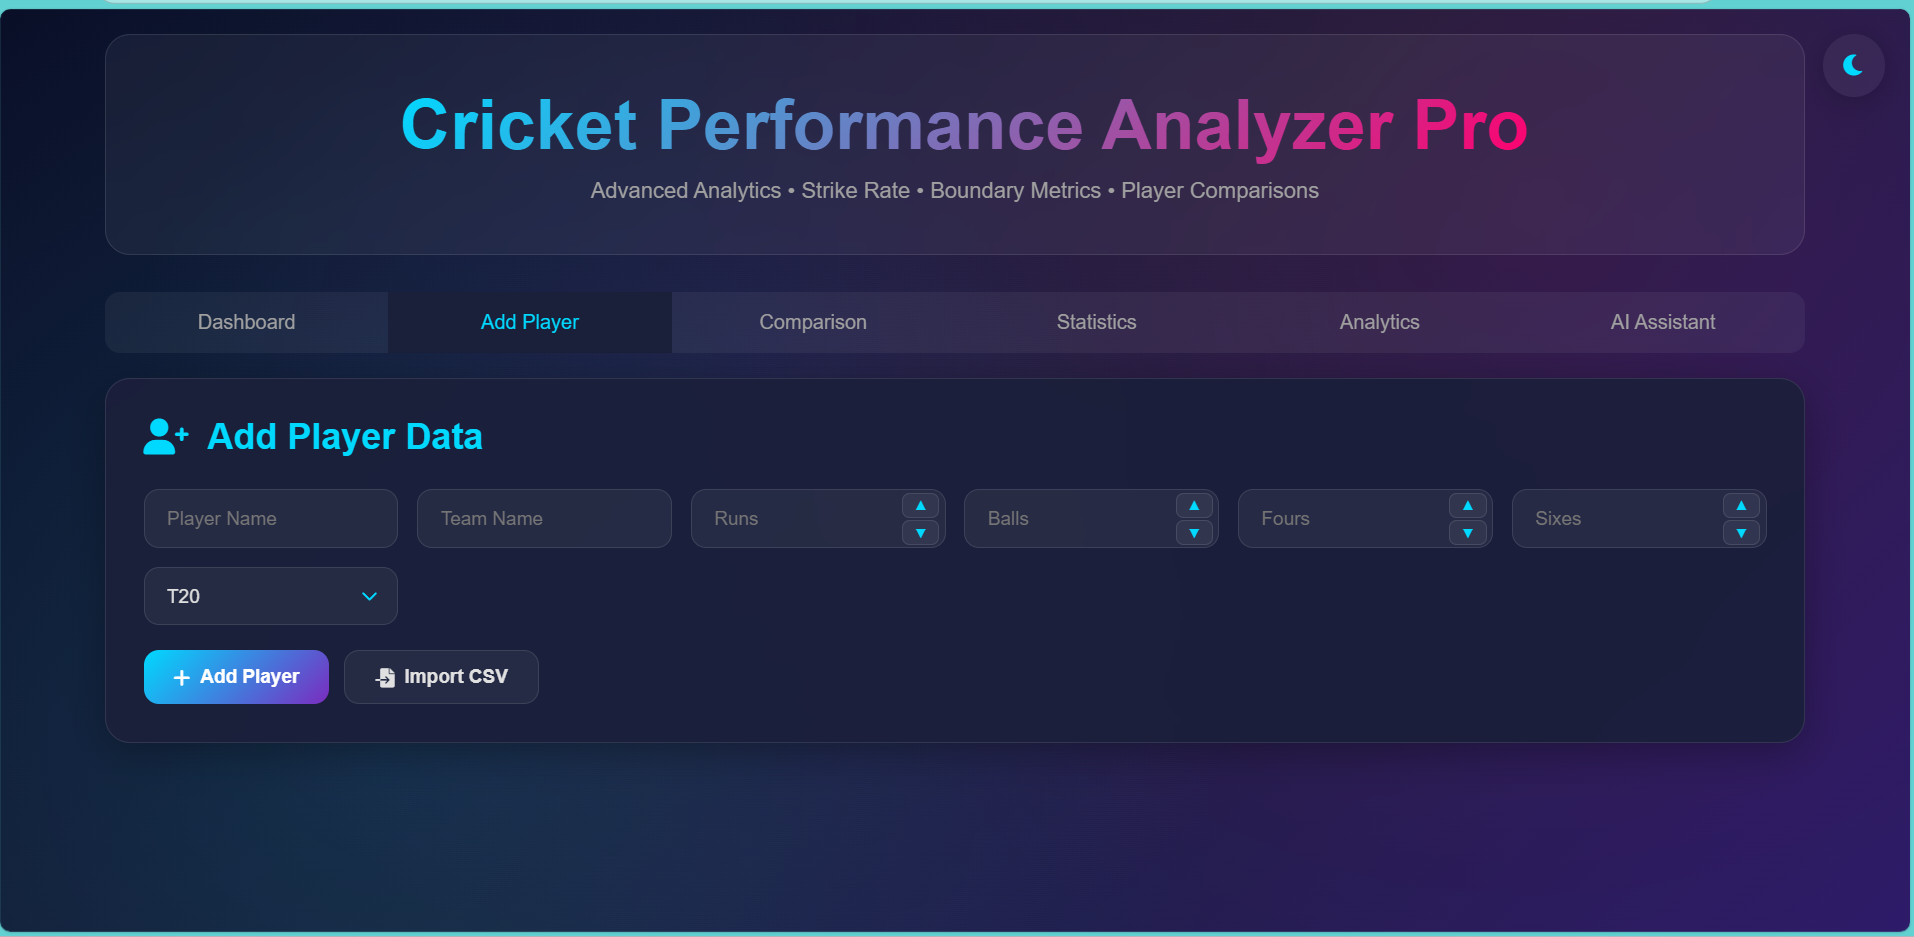 Cricket Performance Analyzer Pro
Advanced Analytics • Strike Rate • Boundary Metrics • Player Comparisons
Dashboard Add Player Comparison Statistics Analytics AI Assistant
Add Player Data
Player Name Team Name Runs Balls Fours Sixes
T20
+ Add Player Import CSV